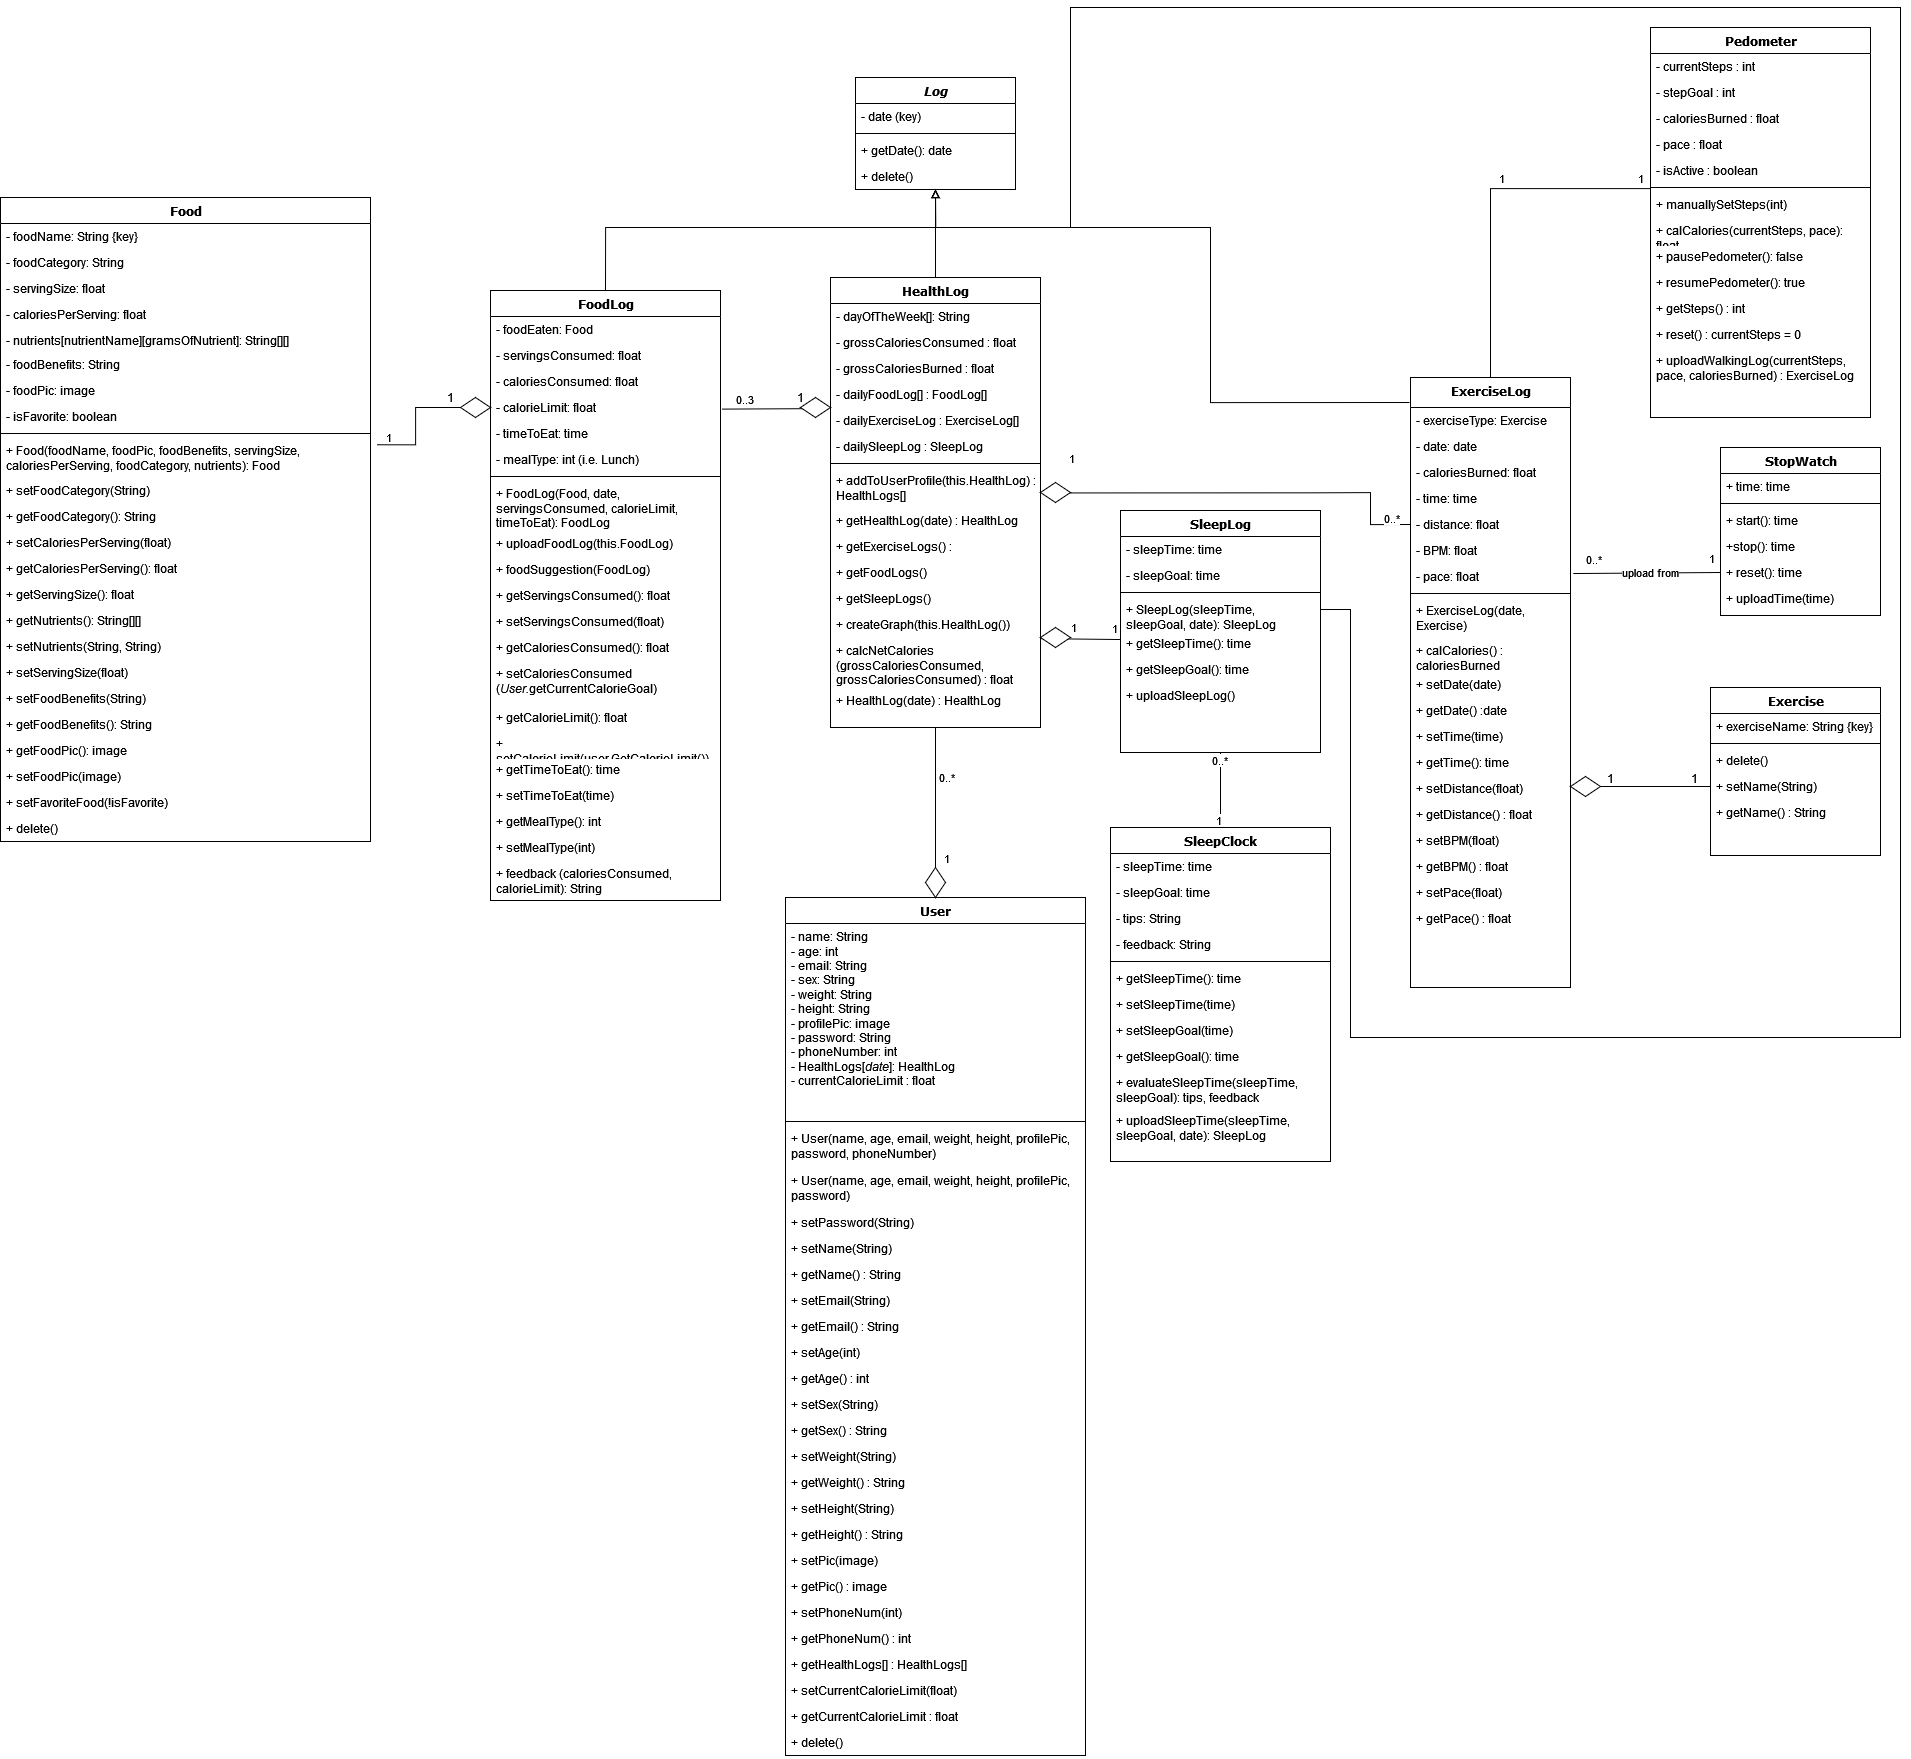 Pedometer
- currentSteps : int
- stepGoal : int
- caloriesBurned : float
- pace : float
- isActive : boolean
+ manuallySetSteps(int)
+ calCalories(currentSteps, pace):
float
+ pausePedometer(): false
+ resumePedometer(): true
+ getSteps() : int
+ reset() : currentSteps = 0
+ uploadWalkingLog(currentSteps,
pace, caloriesBurned) : ExerciseLog
1
1
Log
- date (key)
+ getDate(): date
+ delete()
Food
- foodName: String {key}
- foodCategory: String
- servingSize: float
- caloriesPerServing: float
- nutrients[nutrientName][gramsOfNutrient]: String[][]
- foodBenefits: String
- foodPic: image
- isFavorite: boolean
+ Food(foodName, foodPic, foodBenefits, servingSize,
caloriesPerServing, foodCategory, nutrients): Food
+ setFoodCategory(String)
+ getFoodCategory(): String
+ setCaloriesPerServing(float)
+ getCaloriesPerServing(): float
+ getServingSize(): float
+ getNutrients(): String[][]
+ setNutrients(String, String)
+ setServingSize(float)
+ setFoodBenefits(String)
+ getFoodBenefits(): String
+ getFoodPic(): image
+ setFoodPic(image)
+ setFavoriteFood(!isFavorite)
+ delete()
1
1
FoodLog
- foodEaten: Food
- servingsConsumed: float
- caloriesConsumed: float
- calorieLimit: float
- timeToEat: time
- mealType: int (i.e. Lunch)
+ FoodLog(Food, date,
servingsConsumed, calorieLimit,
timeToEat): FoodLog
+ uploadFoodLog(this.FoodLog)
+ foodSuggestion(FoodLog)
+ getServingsConsumed(): float
+ setServingsConsumed(float)
+ getCaloriesConsumed(): float
+ setCaloriesConsumed
(User.getCurrentCalorieGoal)
+ getCalorieLimit(): float
+
setCalorieLimit(user.GetCalorieLimit())
+ getTimeToEat(): time
+ setTimeToEat(time)
+ getMealType(): int
+ setMealType(int)
+ feedback (caloriesConsumed,
calorieLimit): String
0..3
1
HealthLog
- dayOfTheWeek[]: String
- grossCaloriesConsumed : float
- grossCaloriesBurned : float
- dailyFoodLog[] : FoodLog[]
- dailyExerciseLog : ExerciseLog[]
- dailySleepLog : SleepLog
+ addToUserProfile(this.HealthLog) :
HealthLogs[]
+ getHealthLog(date) : HealthLog
+ getExerciseLogs() :
+ getFoodLogs()
+ getSleepLogs()
+ createGraph(this.HealthLog())
+ calcNetCalories
(grossCaloriesConsumed,
grossCaloriesConsumed) : float
+ HealthLog(date) : HealthLog
1
0..*
1
1
0..*
1
SleepLog
- sleepTime: time
- sleepGoal: time
+ SleepLog(sleepTime,
sleepGoal, date): SleepLog
+ getSleepTime(): time
+ getSleepGoal(): time
+ uploadSleepLog()
0..*
1
SleepClock
- sleepTime: time
- sleepGoal: time
- tips: String
- feedback: String
+ getSleepTime(): time
+ setSleepTime(time)
+ setSleepGoal(time)
+ getSleepGoal(): time
+ evaluateSleepTime(sleepTime,
sleepGoal): tips, feedback
+ uploadSleepTime(sleepTime,
sleepGoal, date): SleepLog
ExerciseLog
- exerciseType: Exercise
- date: date
- caloriesBurned: float
- time: time
- distance: float
- BPM: float
- pace: float
+ ExerciseLog(date,
Exercise)
+ calCalories() :
caloriesBurned
+ setDate(date)
+ getDate() :date
+ setTime(time)
+ getTime(): time
+ setDistance(float)
+ getDistance() : float
+ setBPM(float)
+ getBPM() : float
+ setPace(float)
+ getPace() : float
0..*
upload from
1
StopWatch
+ time: time
+ start(): time
+stop(): time
+ reset(): time
+ uploadTime(time)
1
1
Exercise
+ exerciseName: String {key}
+ delete()
+ setName(String)
+ getName() : String
User
- name: String
- age: int
- email: String
- sex: String
- weight: String
- height: String
- profilePic: image
- password: String
- phoneNumber: int
- HealthLogs[date]: HealthLog
- currentCalorieLimit : float
+ User(name, age, email, weight, height, profilePic,
password, phoneNumber)
+ User(name, age, email, weight, height, profilePic,
password)
+ setPassword(String)
+ setName(String)
+ getName() : String
+ setEmail(String)
+ getEmail() : String
+ setAge(int)
+ getAge() : int
+ setSex(String)
+ getSex() : String
+ setWeight(String)
+ getWeight() : String
+ setHeight(String)
+ getHeight() : String
+ setPic(image)
+ getPic() : image
+ setPhoneNum(int)
+ getPhoneNum() : int
+ getHealthLogs[] : HealthLogs[]
+ setCurrentCalorieLimit(float)
+ getCurrentCalorieLimit : float
+ delete()